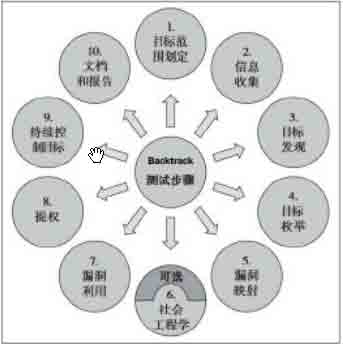 1.
目标范
围划定
2.
信息
收集
3.
目标
发现
4.
目标
枚举
5.
漏洞
映射
可选
6.
社会
工程学
7.
漏洞
利用
8.
提权
9.
持续控
制目标
10.
文档
和报告
Backtrack
测试步骤